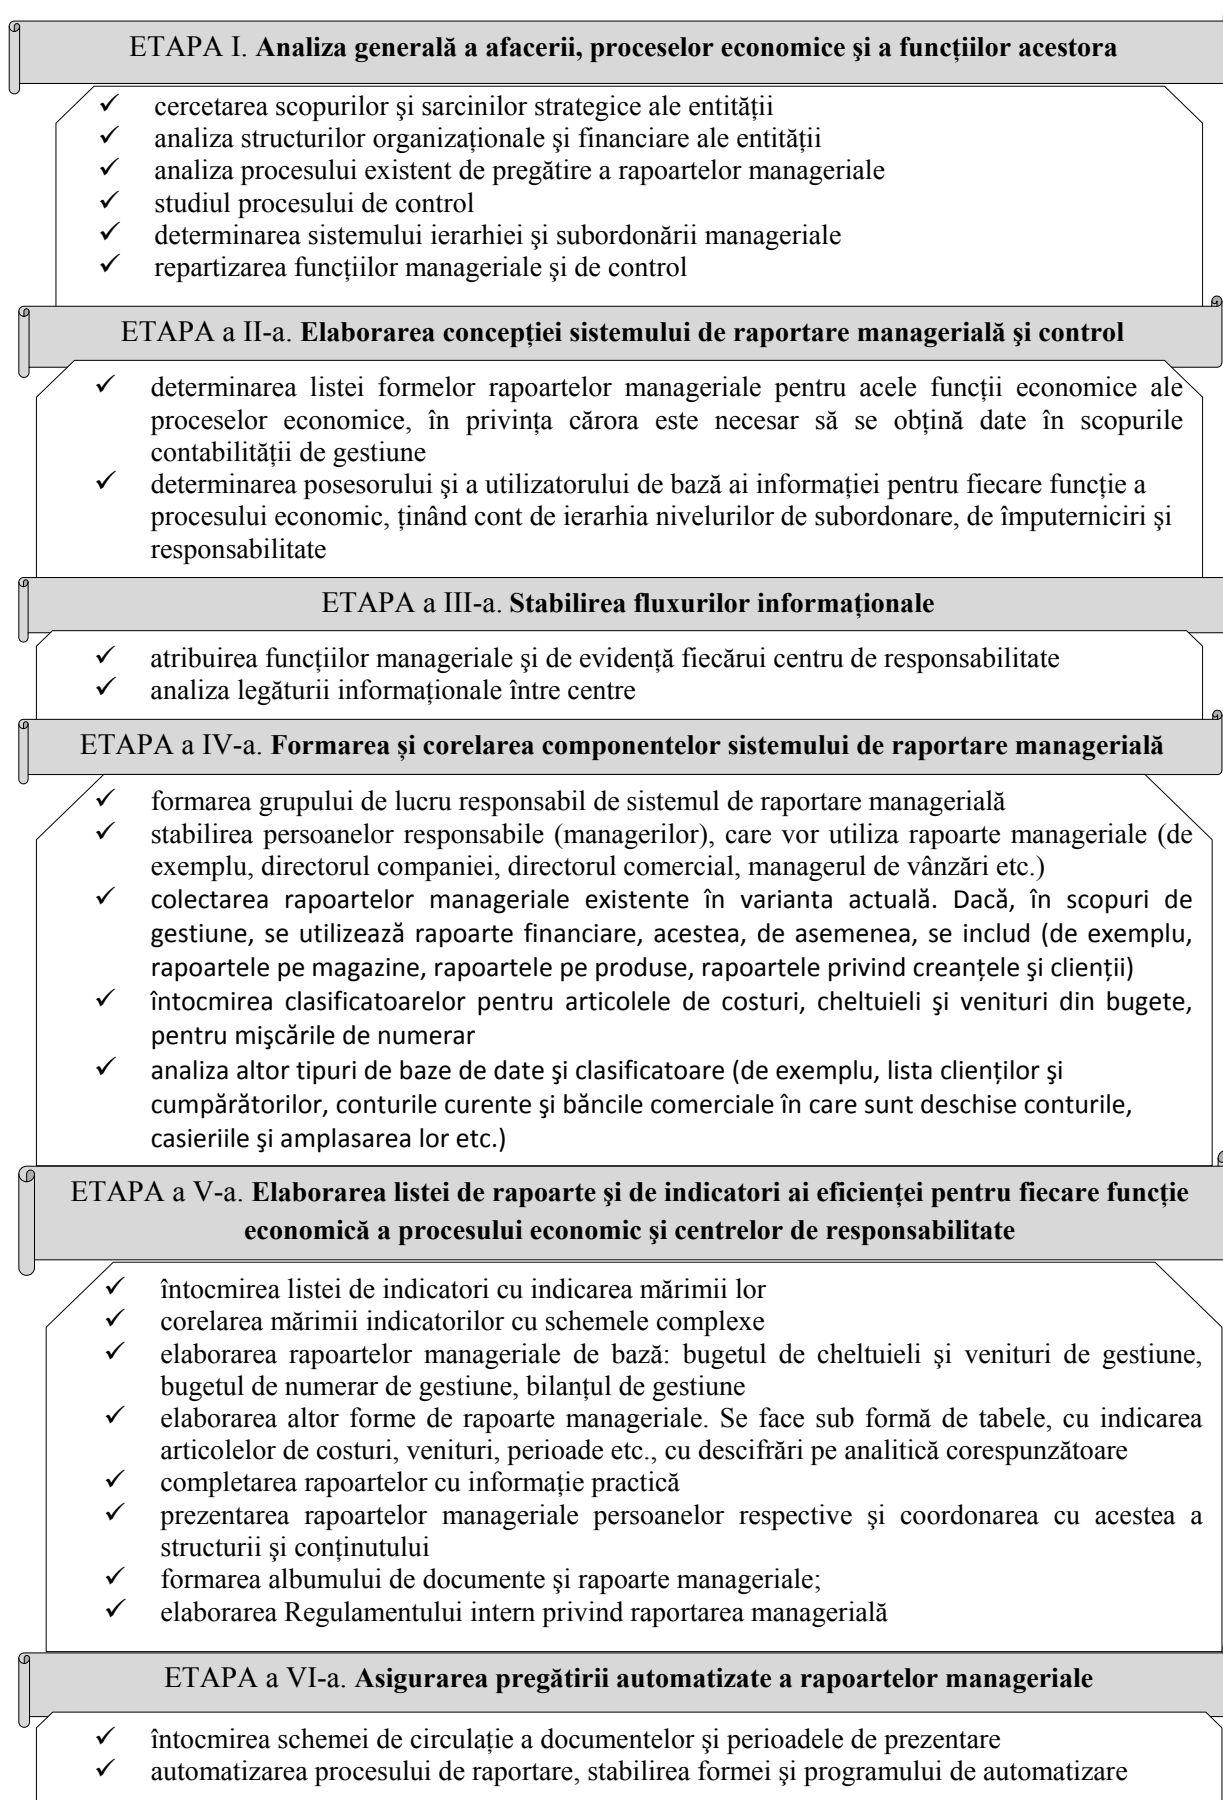 ETAPA I. Analiza generală a afacerii, proceselor economice şi a funcțiilor acestora
✓ cercetarea scopurilor şi sarcinilor strategice ale entității
✓ analiza structurilor organizaționale și financiare ale entității
✓ analiza procesului existent de pregătire a rapoartelor manageriale
✓ studiul procesului de control
✓ determinarea sistemului ierarhiei şi subordonării manageriale
✓ repartizarea funcțiilor manageriale şi de control
ETAPA a II-a. Elaborarea concepției sistemului de raportare managerială şi control
✓ determinarea listei formelor rapoartelor manageriale pentru acele funcții economice ale
proceselor economice, în privința cărora este necesar să se obțină date în scopurile
contabilității de gestiune
✓ determinarea posesorului şi a utilizatorului de bază ai informației pentru fiecare funcție a
procesului economic, ținând cont de ierarhia nivelurilor de subordonare, de împuterniciri şi
responsabilitate
ETAPA a III-a. Stabilirea fluxurilor informaționale
✓ atribuirea funcțiilor manageriale şi de evidență fiecărui centru de responsabilitate
✓ analiza legăturii informaționale între centre
ETAPA a IV-a. Formarea și corelarea componentelor sistemului de raportare managerială
✓ formarea grupului de lucru responsabil de sistemul de raportare managerială
✓ stabilirea persoanelor responsabile (managerilor), care vor utiliza rapoarte manageriale (de
exemplu, directorul companiei, directorul comercial, managerul de vânzări etc.)
✓ colectarea rapoartelor manageriale existente în varianta actuală. Dacă, în scopuri de
gestiune, se utilizează rapoarte financiare, acestea, de asemenea, se includ (de exemplu,
rapoartele pe magazine, rapoartele pe produse, rapoartele privind creanțele şi clienții)
✓ întocmirea clasificatoarelor pentru articolele de costuri, cheltuieli şi venituri din bugete,
pentru mişcările de numerar
✓ analiza altor tipuri de baze de date şi clasificatoare (de exemplu, lista clienților şi
cumpărătorilor, conturile curente şi băncile comerciale în care sunt deschise conturile,
casieriile şi amplasarea lor etc.)
ETAPA a V-a. Elaborarea listei de rapoarte şi de indicatori ai eficienței pentru fiecare funcție
economică a procesului economic şi centrelor de responsabilitate
✓ întocmirea listei de indicatori cu indicarea mărimii lor
✓ corelarea mărimii indicatorilor cu schemele complexe
✓ elaborarea rapoartelor manageriale de bază: bugetul de cheltuieli şi venituri de gestiune,
bugetul de numerar de gestiune, bilanțul de gestiune
✓ elaborarea altor forme de rapoarte manageriale. Se face sub formă de tabele, cu indicarea
articolelor de costuri, venituri, perioade etc., cu descifrări pe analitică corespunzătoare
✓ completarea rapoartelor cu informație practică
✓ prezentarea rapoartelor manageriale persoanelor respective şi coordonarea cu acestea a
structurii şi conținutului
✓ formarea albumului de documente şi rapoarte manageriale;
✓ elaborarea Regulamentului intern privind raportarea managerială
ETAPA a VI-a. Asigurarea pregătirii automatizate a rapoartelor manageriale
✓ întocmirea schemei de circulație a documentelor şi perioadele de prezentare
✓ automatizarea procesului de raportare, stabilirea formei şi programului de automatizare